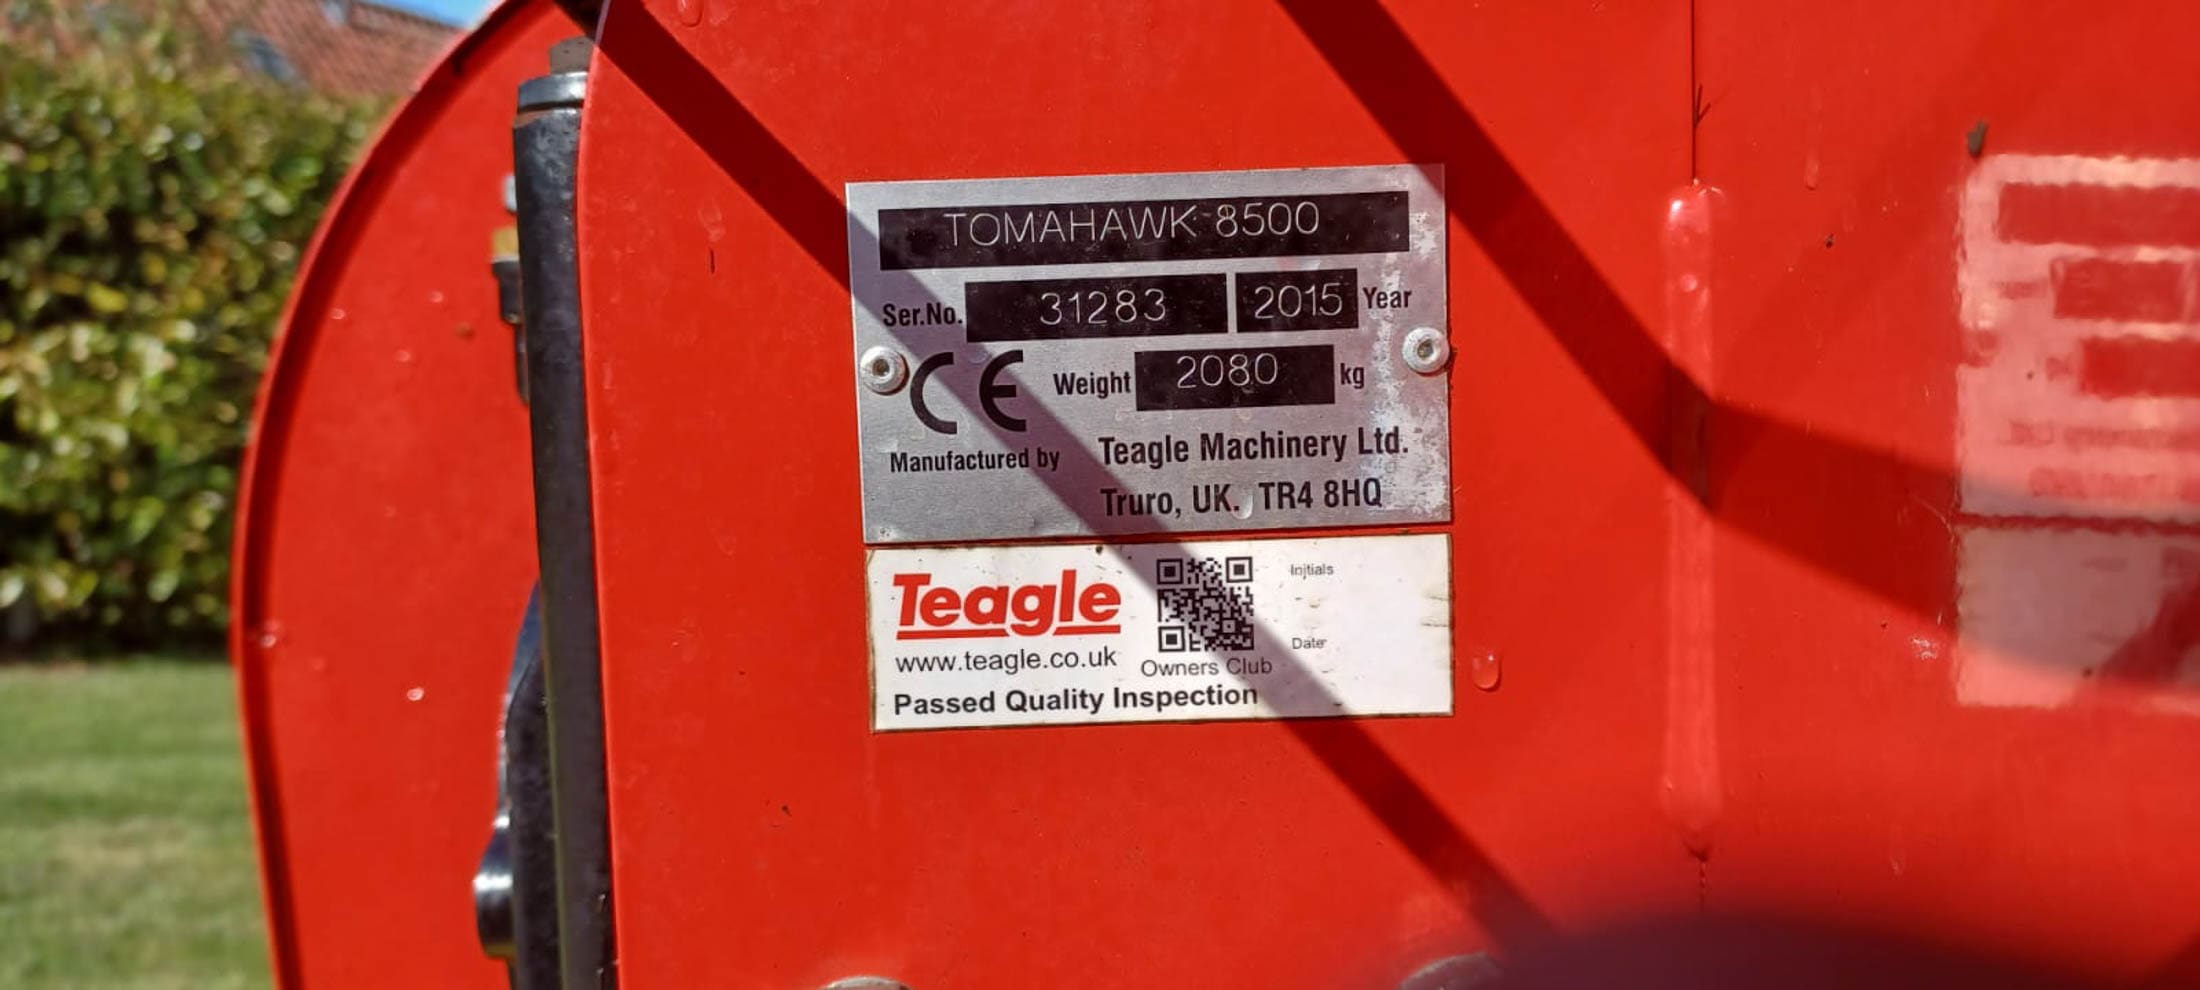 TOMAHAWK 8500
Ser.No. 31283 2015 Year
CE Weight 2080 kg
Manufactured by Teagle Machinery Ltd.
Truro, UK. TR4 8HQ
Teagle
www.teagle.co.uk
Owners Club
Initials
Date
Passed Quality Inspection